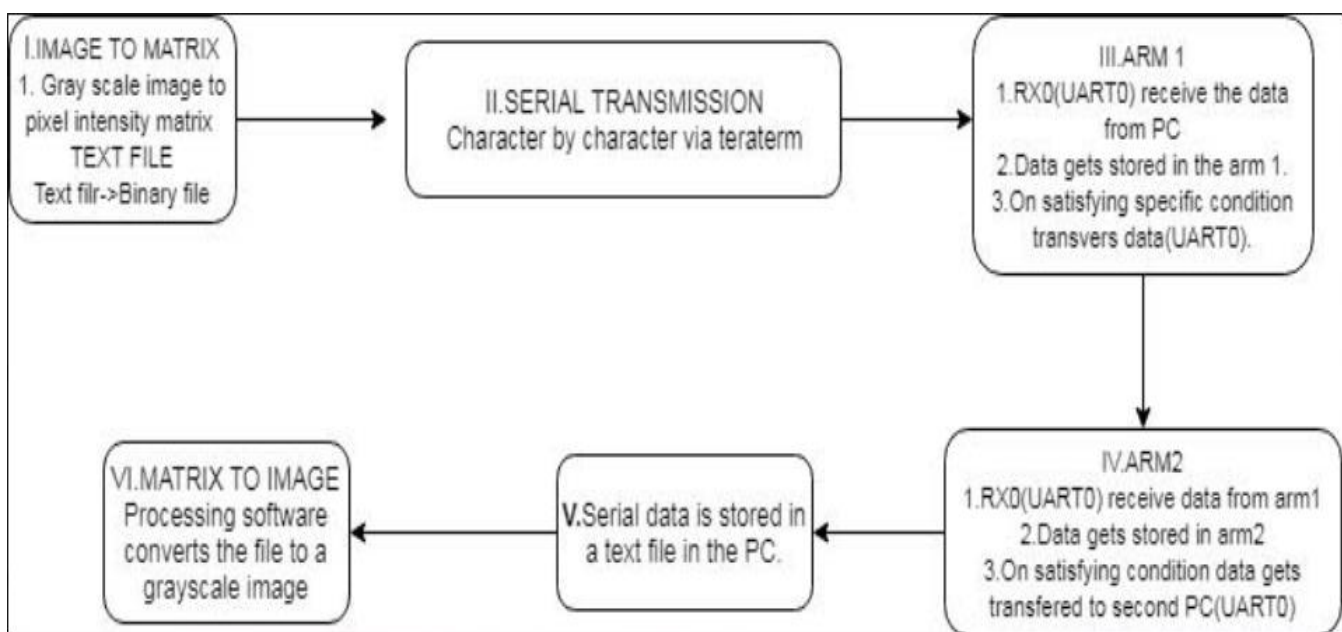 I.IMAGE TO MATRIX
1. Gray scale image to
pixel intensity matrix
TEXT FILE
Text filr->Binary file
II.SERIAL TRANSMISSION
Character by character via teraterm
III.ARM 1
1.RX0(UART0) receive the data
from PC
2.Data gets stored in the arm 1.
3.On satisfying specific condition
transvers data(UART0).
IV.ARM2
1.RX0(UART0) receive data from arm1
2.Data gets stored in arm2
3.On satisfying condition data gets
transfered to second PC(UART0)
V.Serial data is stored in
a text file in the PC.
VI.MATRIX TO IMAGE
Processing software
converts the file to a
grayscale image